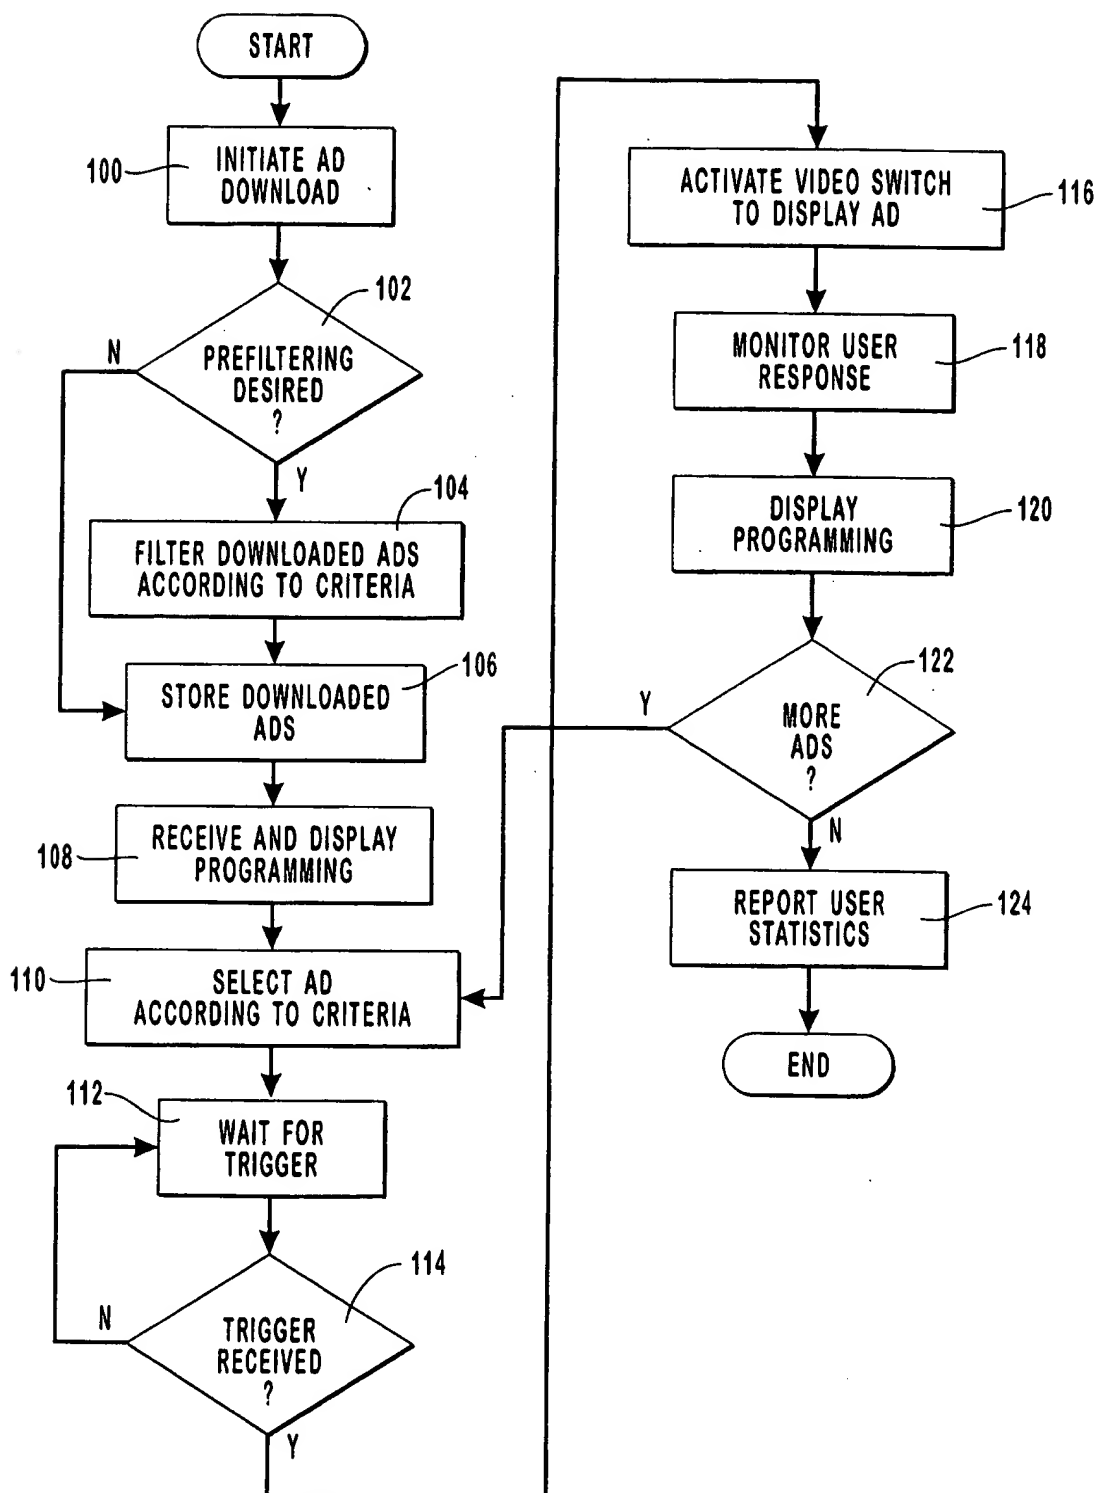 START
100
INITIATE AD
DOWNLOAD
102
N
PREFILTERING
DESIRED
?
Y
104
FILTER DOWNLOADED ADS
ACCORDING TO CRITERIA
106
STORE DOWNLOADED
ADS
108
RECEIVE AND DISPLAY
PROGRAMMING
110
SELECT AD
ACCORDING TO CRITERIA
112
WAIT FOR
TRIGGER
114
N
TRIGGER
RECEIVED
?
Y
ACTIVATE VIDEO SWITCH
TO DISPLAY AD
116
MONITOR USER
RESPONSE
118
DISPLAY
PROGRAMMING
120
122
Y
MORE
ADS
?
N
REPORT USER
STATISTICS
124
END